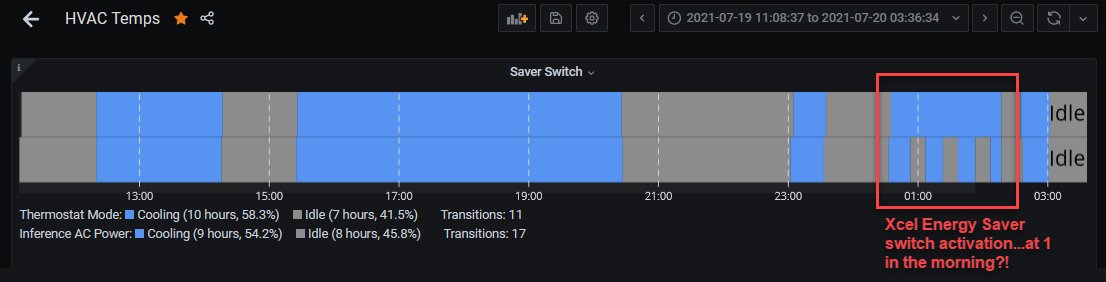 HVAC Temps
2021-07-19 11:08:37 to 2021-07-20 03:36:34
i
Saver Switch
Idle
Idle
13:00 15:00 17:00 19:00 21:00 23:00 01:00 03:00
Thermostat Mode: Cooling (10 hours, 58.3%) Idle (7 hours, 41.5%) Transitions: 11
Inference AC Power: Cooling (9 hours, 54.2%) Idle (8 hours, 45.8%) Transitions: 17
Xcel Energy Saver
switch activation...at 1
in the morning?!